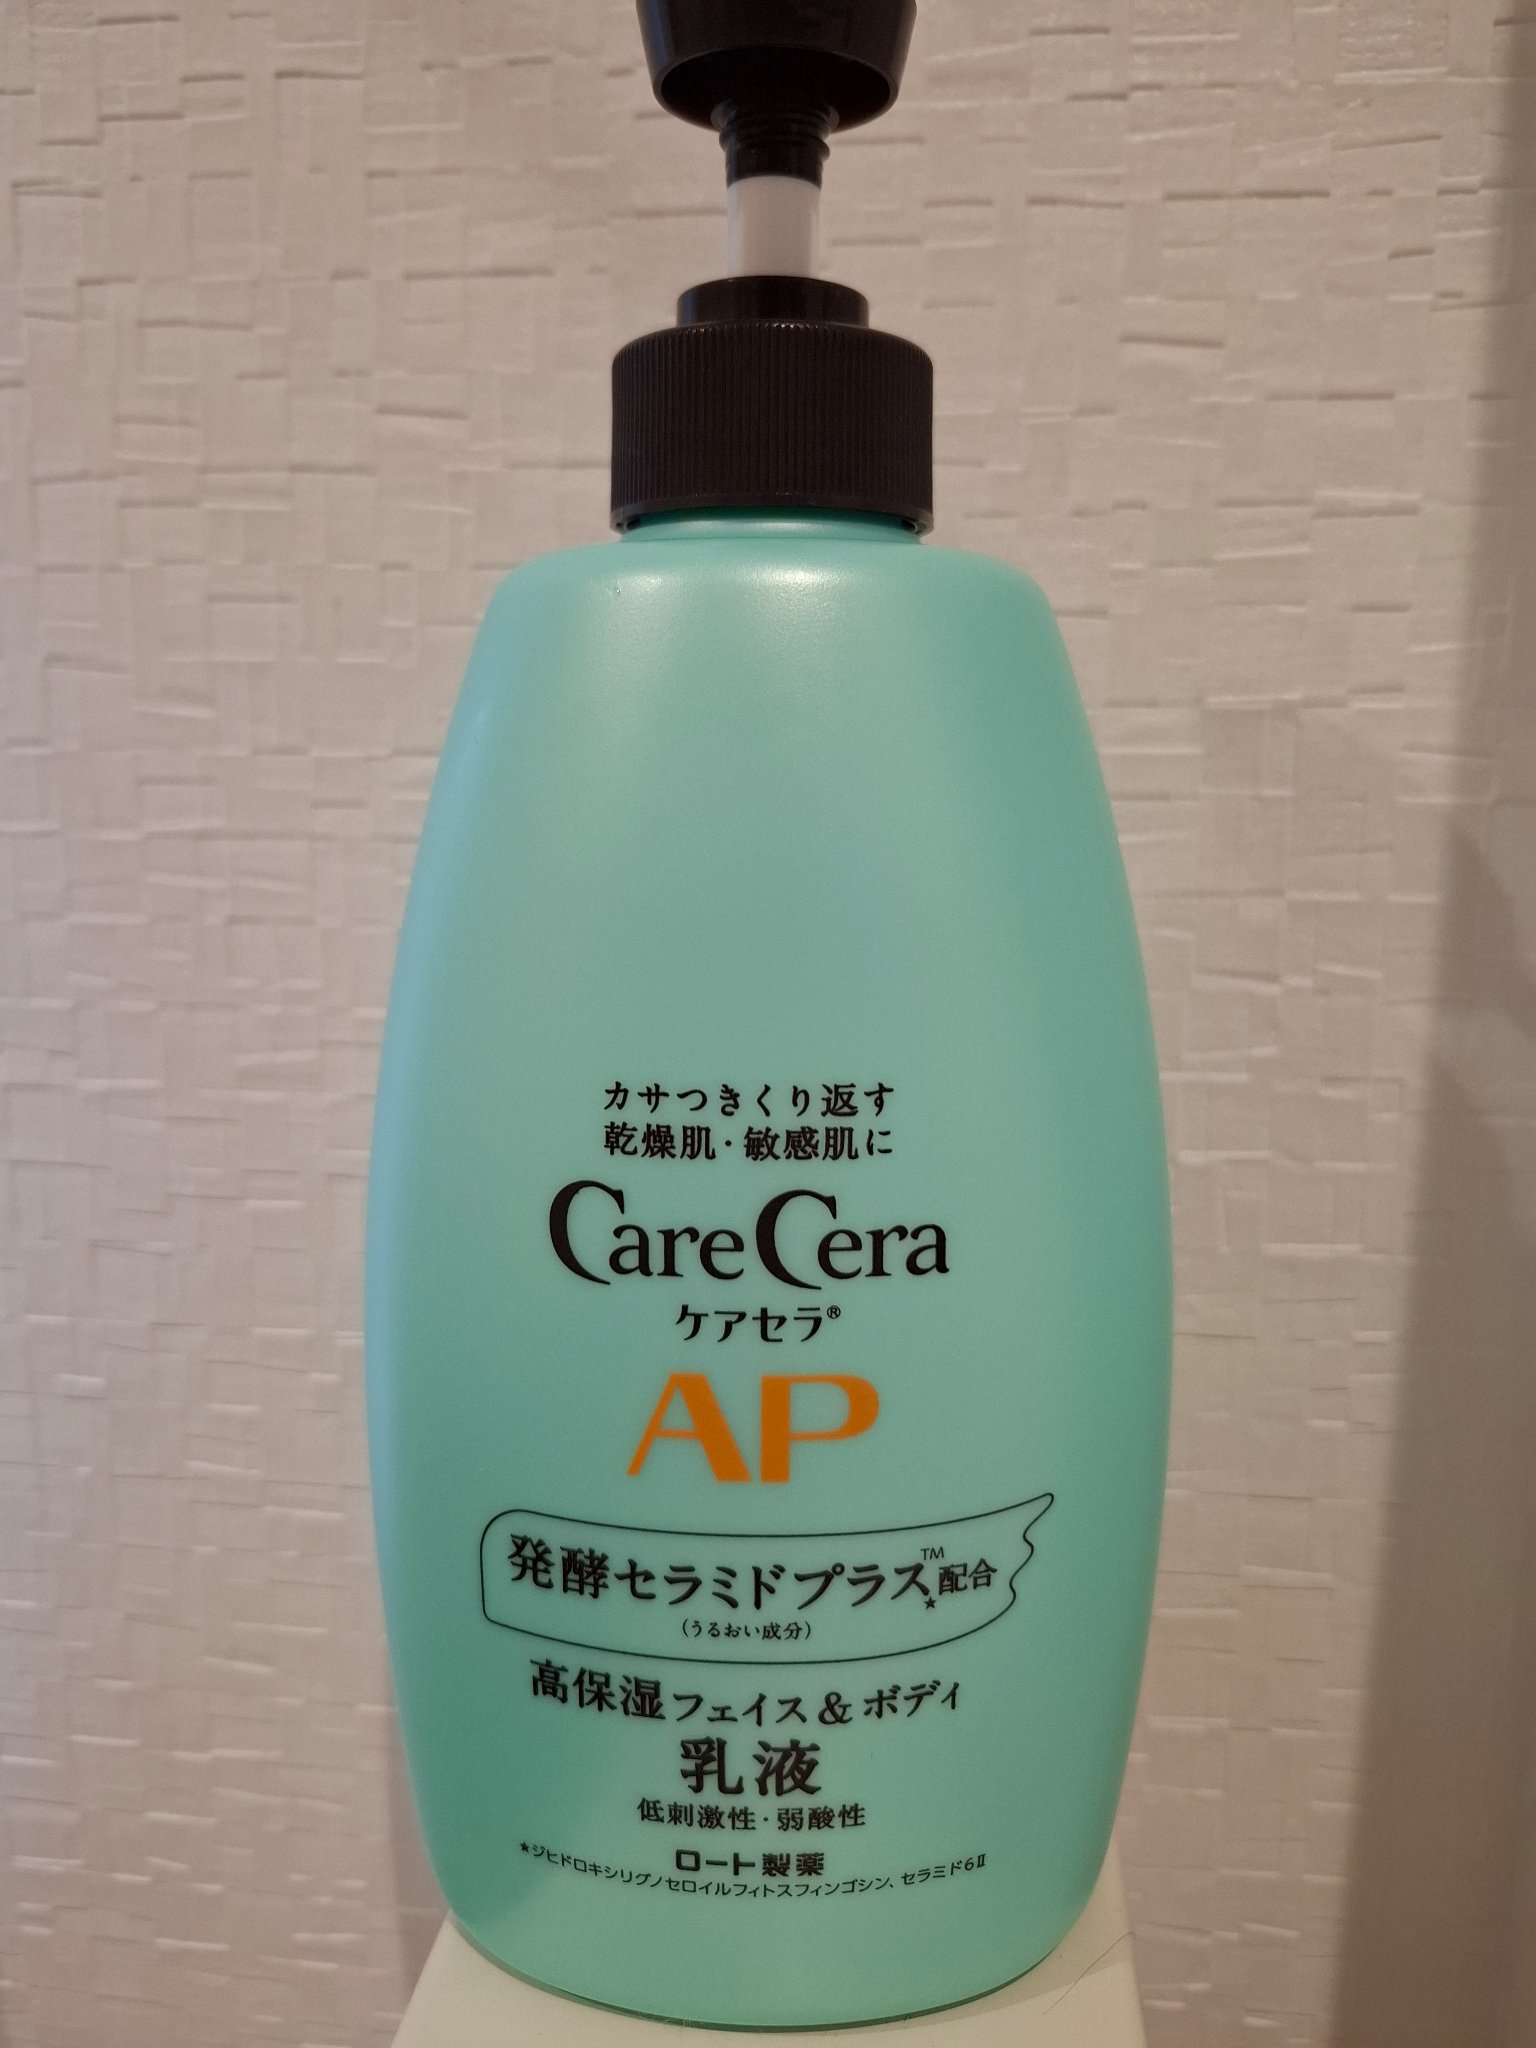 カサつきくり返す
乾燥肌・敏感肌に
CareCera
ケアセラ®
AP
発酵セラミドプラス™★配合
(うるおい成分)
高保湿フェイス&ボディ
乳液
低刺激性・弱酸性
ロート製薬
★ジヒドロキシリグノセロイルフィトスフィンゴシン、セラミド6Ⅱ